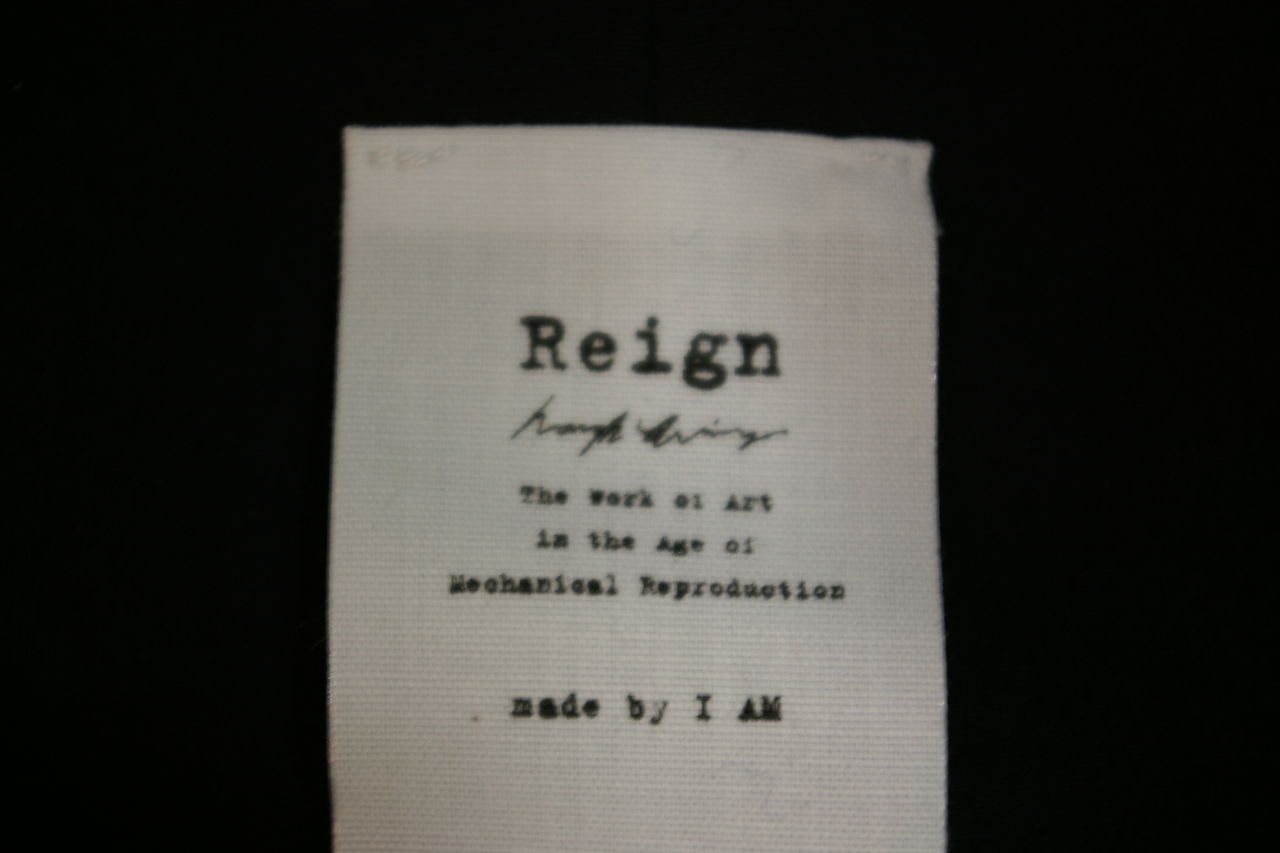 Reign
The Work of Art
in the Age of
Mechanical Reproduction
made by I AM